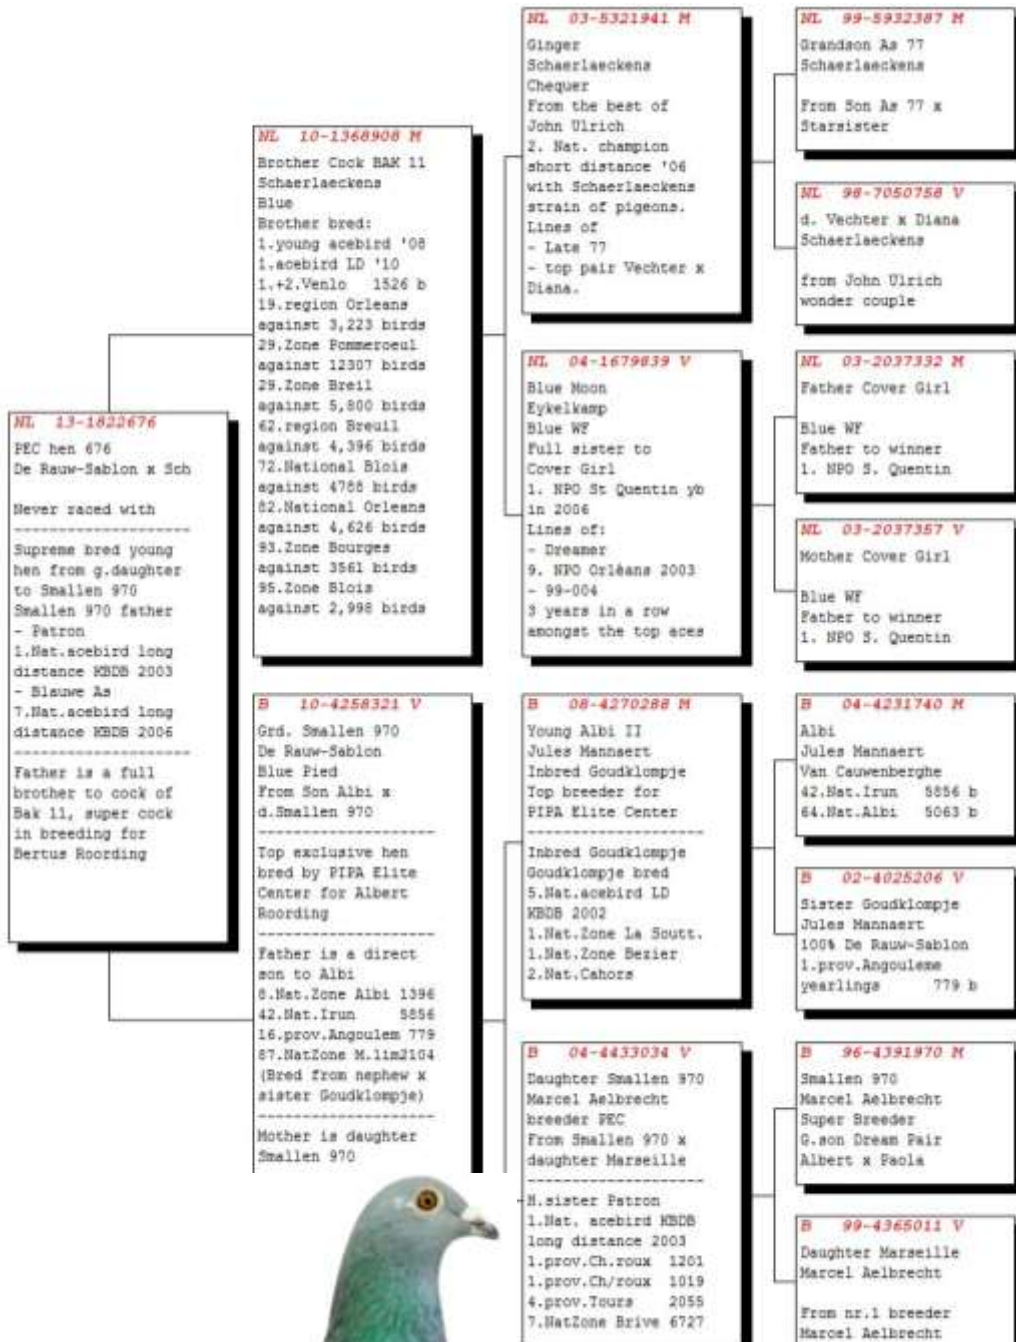 NL 13-1822676
PEC hen 676
De Rauw-Sablon x Sch
Never raced with
--------------------
Supreme bred young
hen from g.daughter
to Smallen 970
Smallen 970 father
- Patron
1.Nat.acebird long
distance KBDB 2003
- Blauwe As
7.Nat.acebird long
distance KBDB 2006
--------------------
Father is a full
brother to cock of
Bak 11, super cock
in breeding for
Bertus Roording
NL 10-1368908 M
Brother Cock BAK 11
Schaerlaeckens
Blue
Brother bred:
1.young acebird '08
1.acebird LD '10
1.+2.Venlo 1526 b
19.region Orleans
against 3,223 birds
29.Zone Pommeroeul
against 12307 birds
29.Zone Breil
against 5,800 birds
62.region Breuil
against 4,396 birds
72.National Blois
against 4788 birds
82.National Orleans
against 4,626 birds
93.Zone Bourges
against 3561 birds
95.Zone Blois
against 2,998 birds
B 10-4258321 V
Grd. Smallen 970
De Rauw-Sablon
Blue Pied
From Son Albi x
d.Smallen 970
--------------------
Top exclusive hen
bred by PIPA Elite
Center for Albert
Roording
--------------------
Father is a direct
son to Albi
8.Nat.Zone Albi 1396
42.Nat.Irun 5856
16.prov.Angoulem 779
87.NatZone M.lim2104
(Bred from nephew x
sister Goudklompje)
--------------------
Mother is daughter
Smallen 970
NL 03-5321941 M
Ginger
Schaerlaeckens
Chequer
From the best of
John Ulrich
2. Nat. champion
short distance '06
with Schaerlaeckens
strain of pigeons.
Lines of
- Late 77
- top pair Vechter x
Diana.
NL 04-1679839 V
Blue Moon
Eykelkamp
Blue WF
Full sister to
Cover Girl
1. NPO St Quentin yb
in 2006
Lines of:
- Dreamer
9. NPO Orléans 2003
- 99-004
3 years in a row
amongst the top aces
B 08-4270288 M
Young Albi II
Jules Mannaert
Inbred Goudklompje
Top breeder for
PIPA Elite Center
--------------------
Inbred Goudklompje
Goudklompje bred
5.Nat.acebird LD
KBDB 2002
1.Nat.Zone La Soutt.
1.Nat.Zone Bezier
2.Nat.Cahors
B 04-4433034 V
Daughter Smallen 970
Marcel Aelbrecht
breeder PEC
From Smallen 970 x
daughter Marseille
--------------------
H.sister Patron
1.Nat. acebird KBDB
long distance 2003
1.prov.Ch.roux 1201
1.prov.Ch/roux 1019
4.prov.Tours 2055
7.NatZone Brive 6727
NL 99-5932387 M
Grandson As 77
Schaerlaeckens
From Son As 77 x
Starsister
NL 98-7050758 V
d. Vechter x Diana
Schaerlaeckens
from John Ulrich
wonder couple
NL 03-2037332 M
Father Cover Girl
Blue WF
Father to winner
1. NPO S. Quentin
NL 03-2037357 V
Mother Cover Girl
Blue WF
Father to winner
1. NPO S. Quentin
B 04-4231740 M
Albi
Jules Mannaert
Van Cauwenberghe
42.Nat.Irun 5856 b
64.Nat.Albi 5063 b
B 02-4025206 V
Sister Goudklompje
Jules Mannaert
100% De Rauw-Sablon
1.prov.Angouleme
yearlings 779 b
B 96-4391970 M
Smallen 970
Marcel Aelbrecht
Super Breeder
G.son Dream Pair
Albert x Paola
B 99-4365011 V
Daughter Marseille
Marcel Aelbrecht
From nr.1 breeder
Marcel Aelbrecht